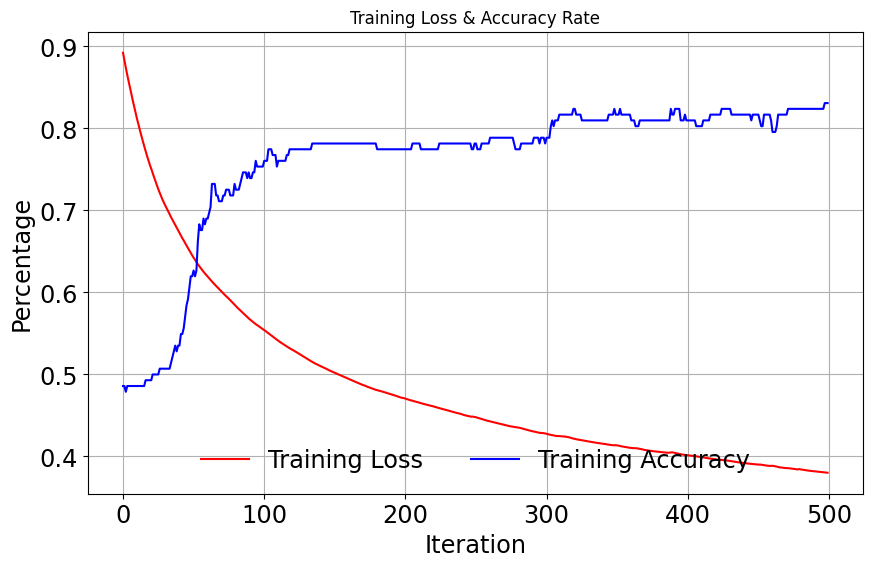 Training Loss & Accuracy Rate
0.9
0.8
0.7
0.6
0.5
0.4
Percentage
Training Loss Training Accuracy
0 100 200 300 400 500
Iteration